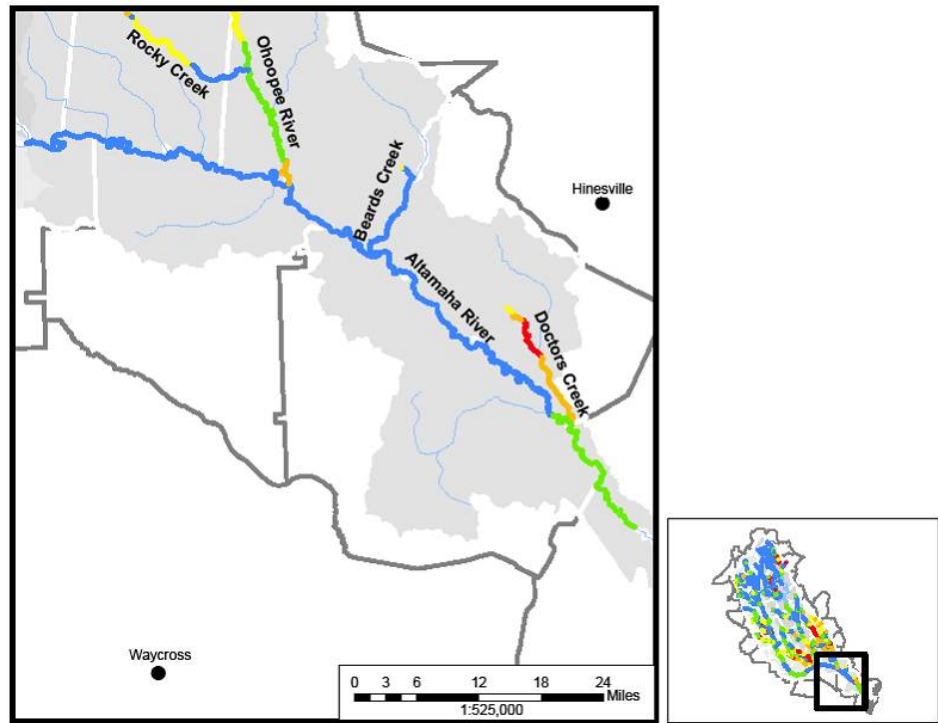 Rocky Creek
Ohoopee River
Beards Creek
Hinesville
Altamaha River
Doctors Creek
Waycross
0 3 6 12 18 24
Miles
1:525,000